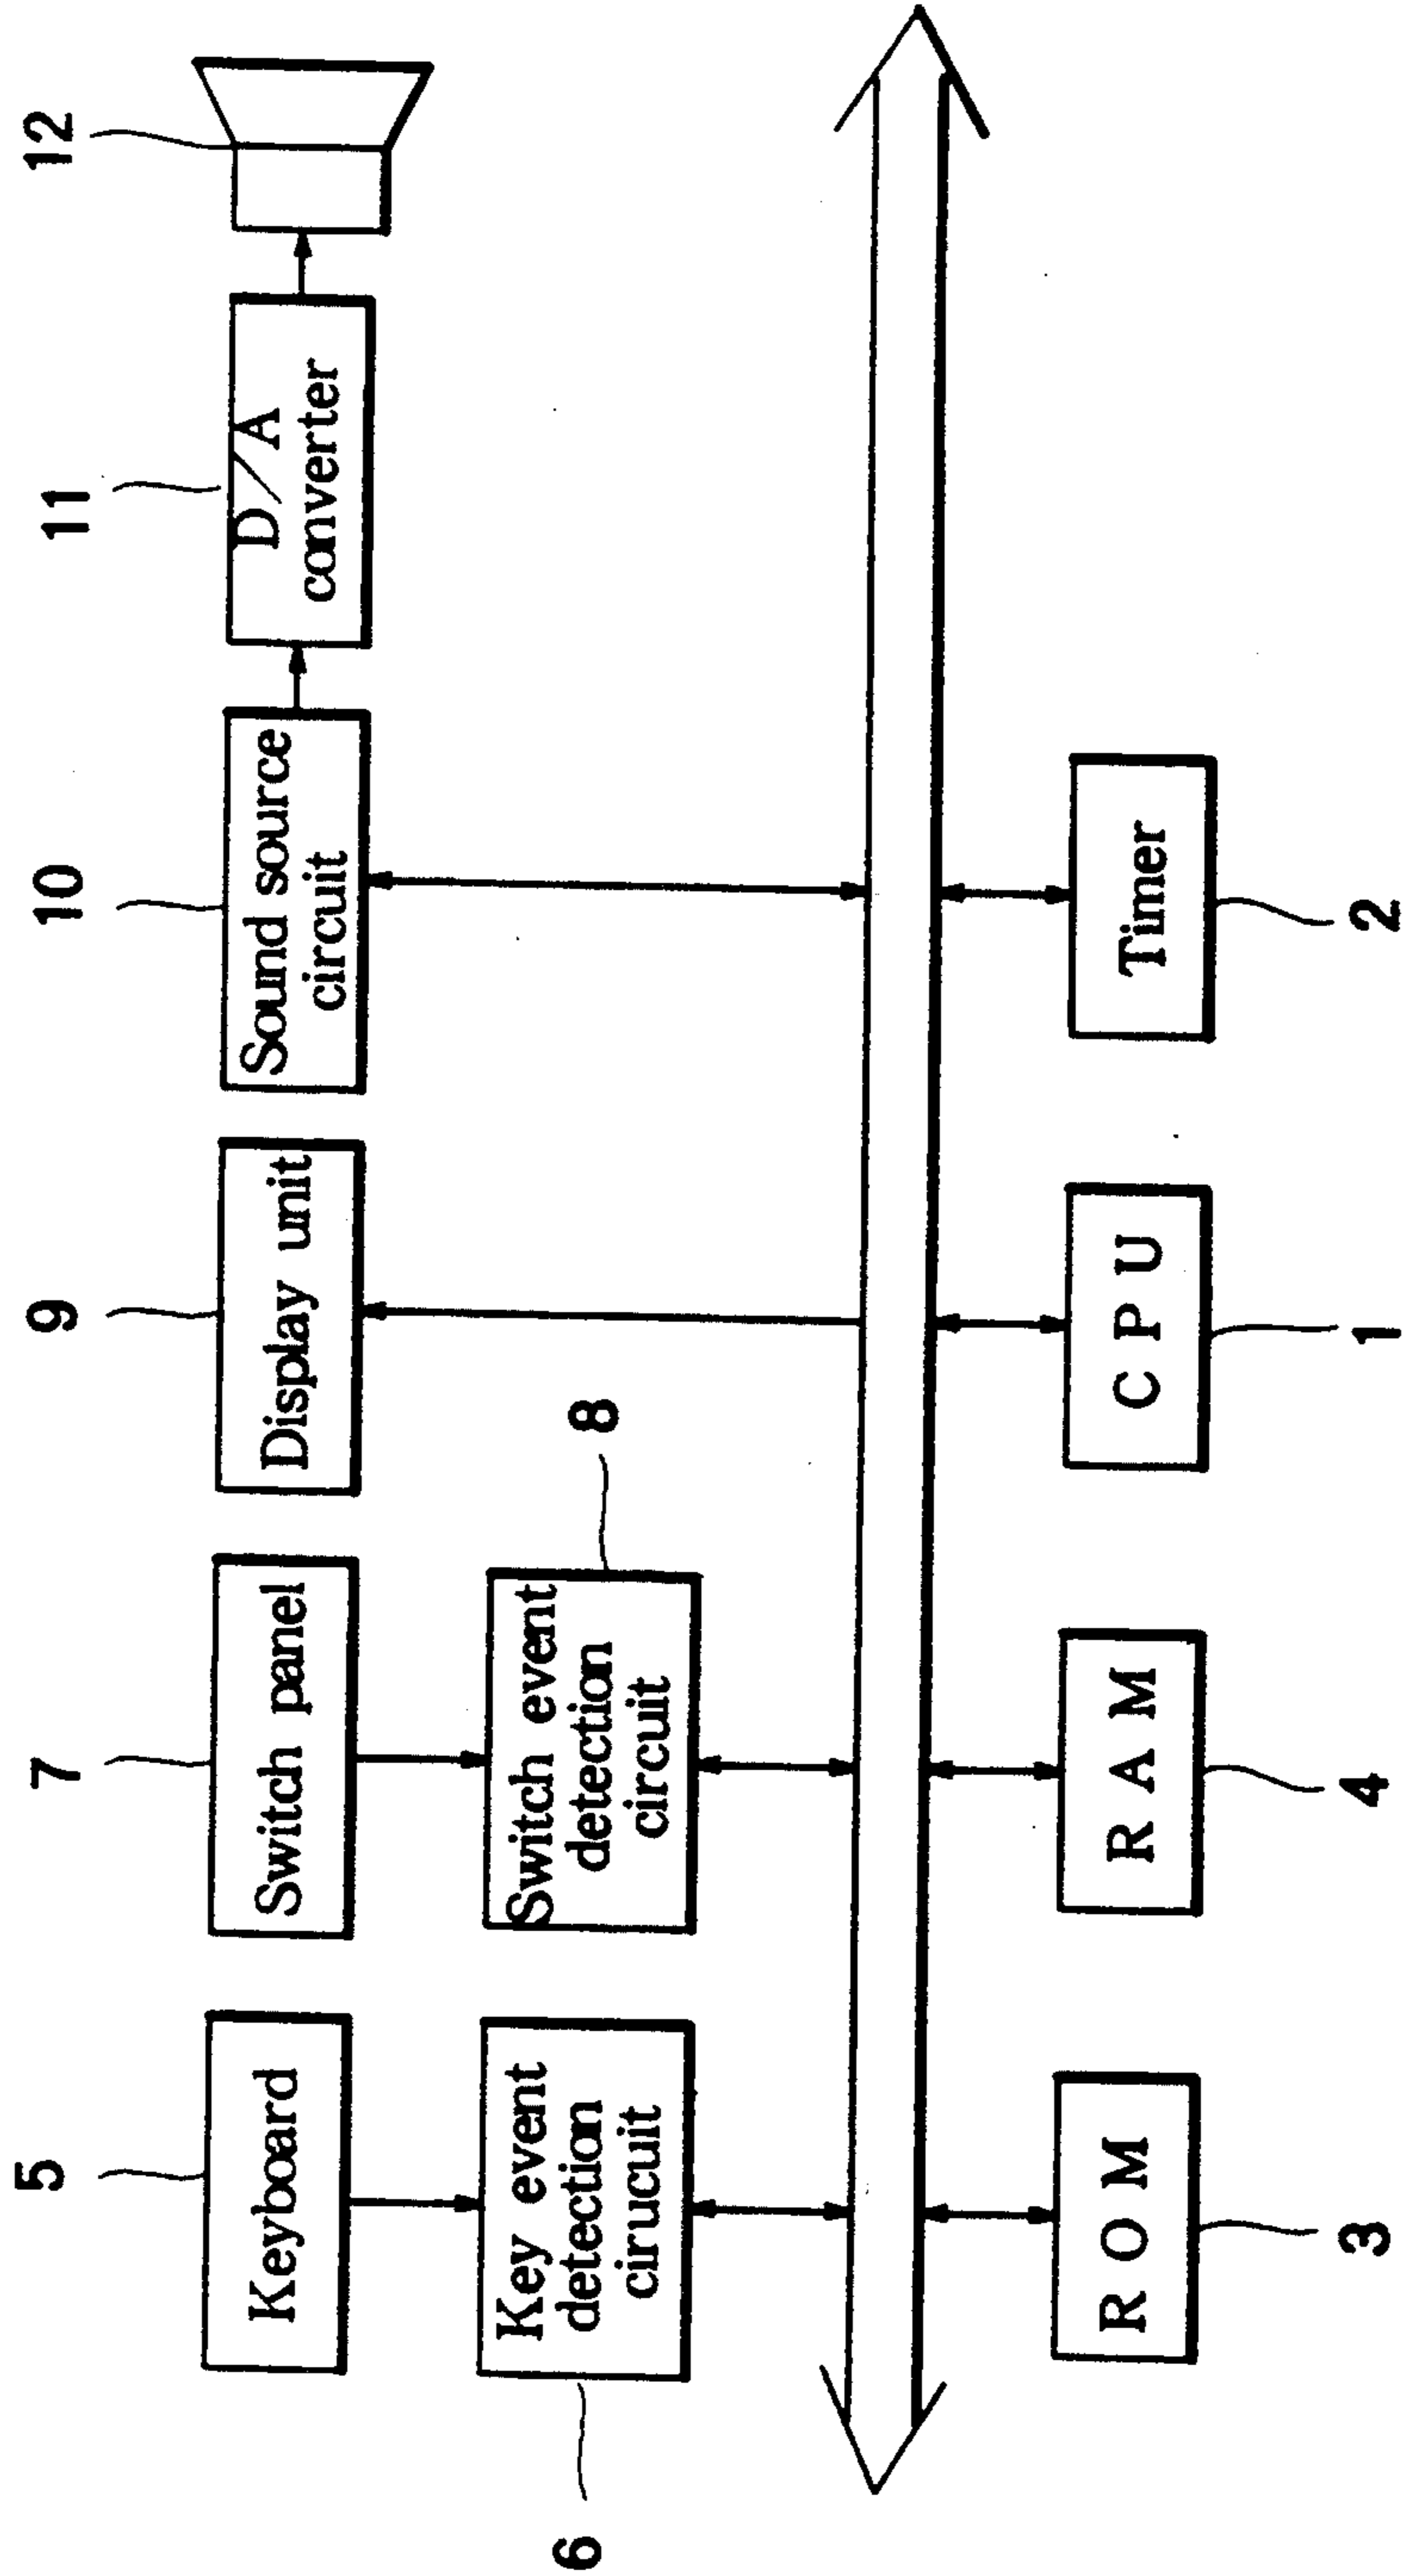 5
7
9
10
11
12
Keyboard
Switch panel
Display unit
Sound source
circuit
D/A
converter
6
Key event
detection
cirucuit
8
Switch event
detection
circuit
R O M
R A M
C P U
Timer
3
4
1
2